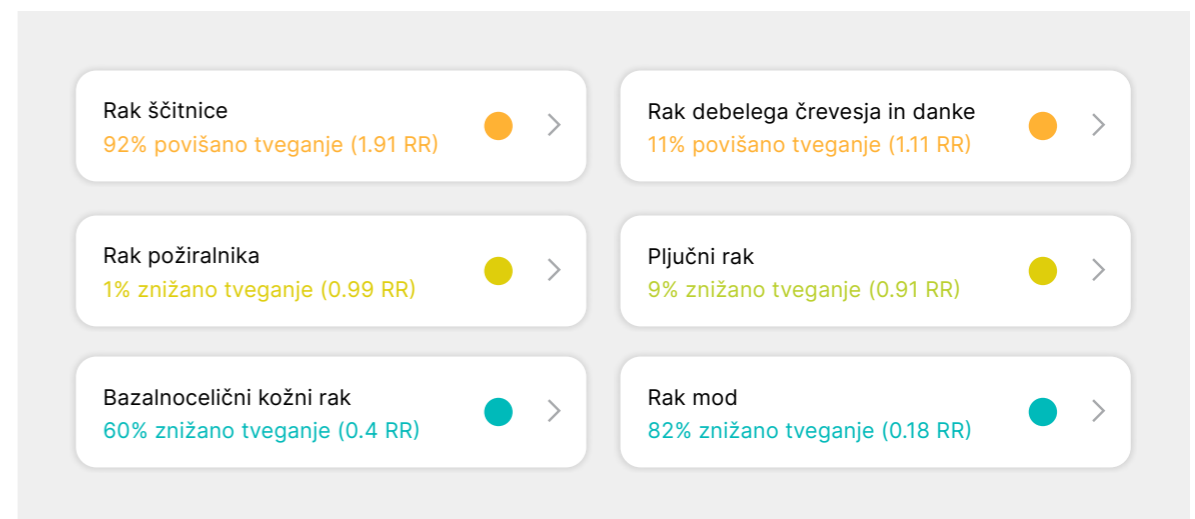 Rak ščitnice
92% povišano tveganje (1.91 RR)
Rak debelega črevesja in danke
11% povišano tveganje (1.11 RR)
Rak požiralnika
1% znižano tveganje (0.99 RR)
Pljučni rak
9% znižano tveganje (0.91 RR)
Bazalnocelični kožni rak
60% znižano tveganje (0.4 RR)
Rak mod
82% znižano tveganje (0.18 RR)